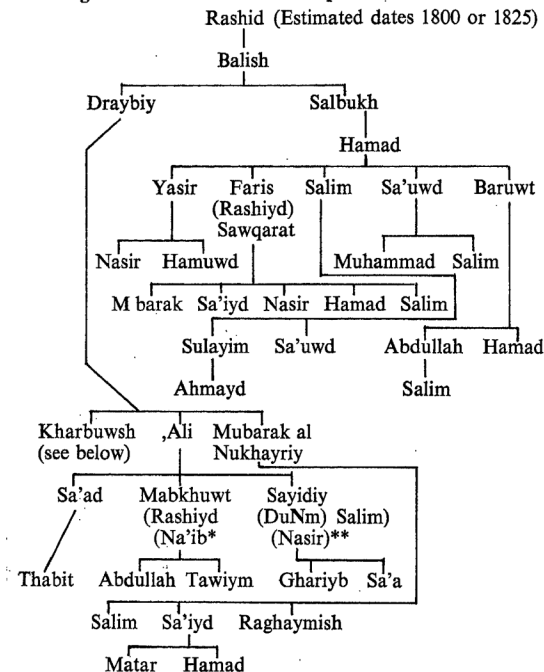 Rashid (Estimated dates 1800 or 1825)
Balish
Draybiy Salbukh
Hamad
Yasir Faris Salim Sa'uwd Baruwt
(Rashiyd)
Sawqarat
Nasir Hamuwd Muhammad Salim
M barak Sa'iyd Nasir Hamad Salim
Sulayim Sa'uwd Abdullah Hamad
Ahmayd Salim
Kharbuwsh ,Ali Mubarak al
(see below) Nukhayriy
Sa'ad Mabkhuwt Sayidiy
(Rashiyd (DuNm) Salim)
(Na'ib* (Nasir)**
Thabit Abdullah Tawiym Ghariyb Sa'a
Salim Sa'iyd Raghaymish
Matar Hamad